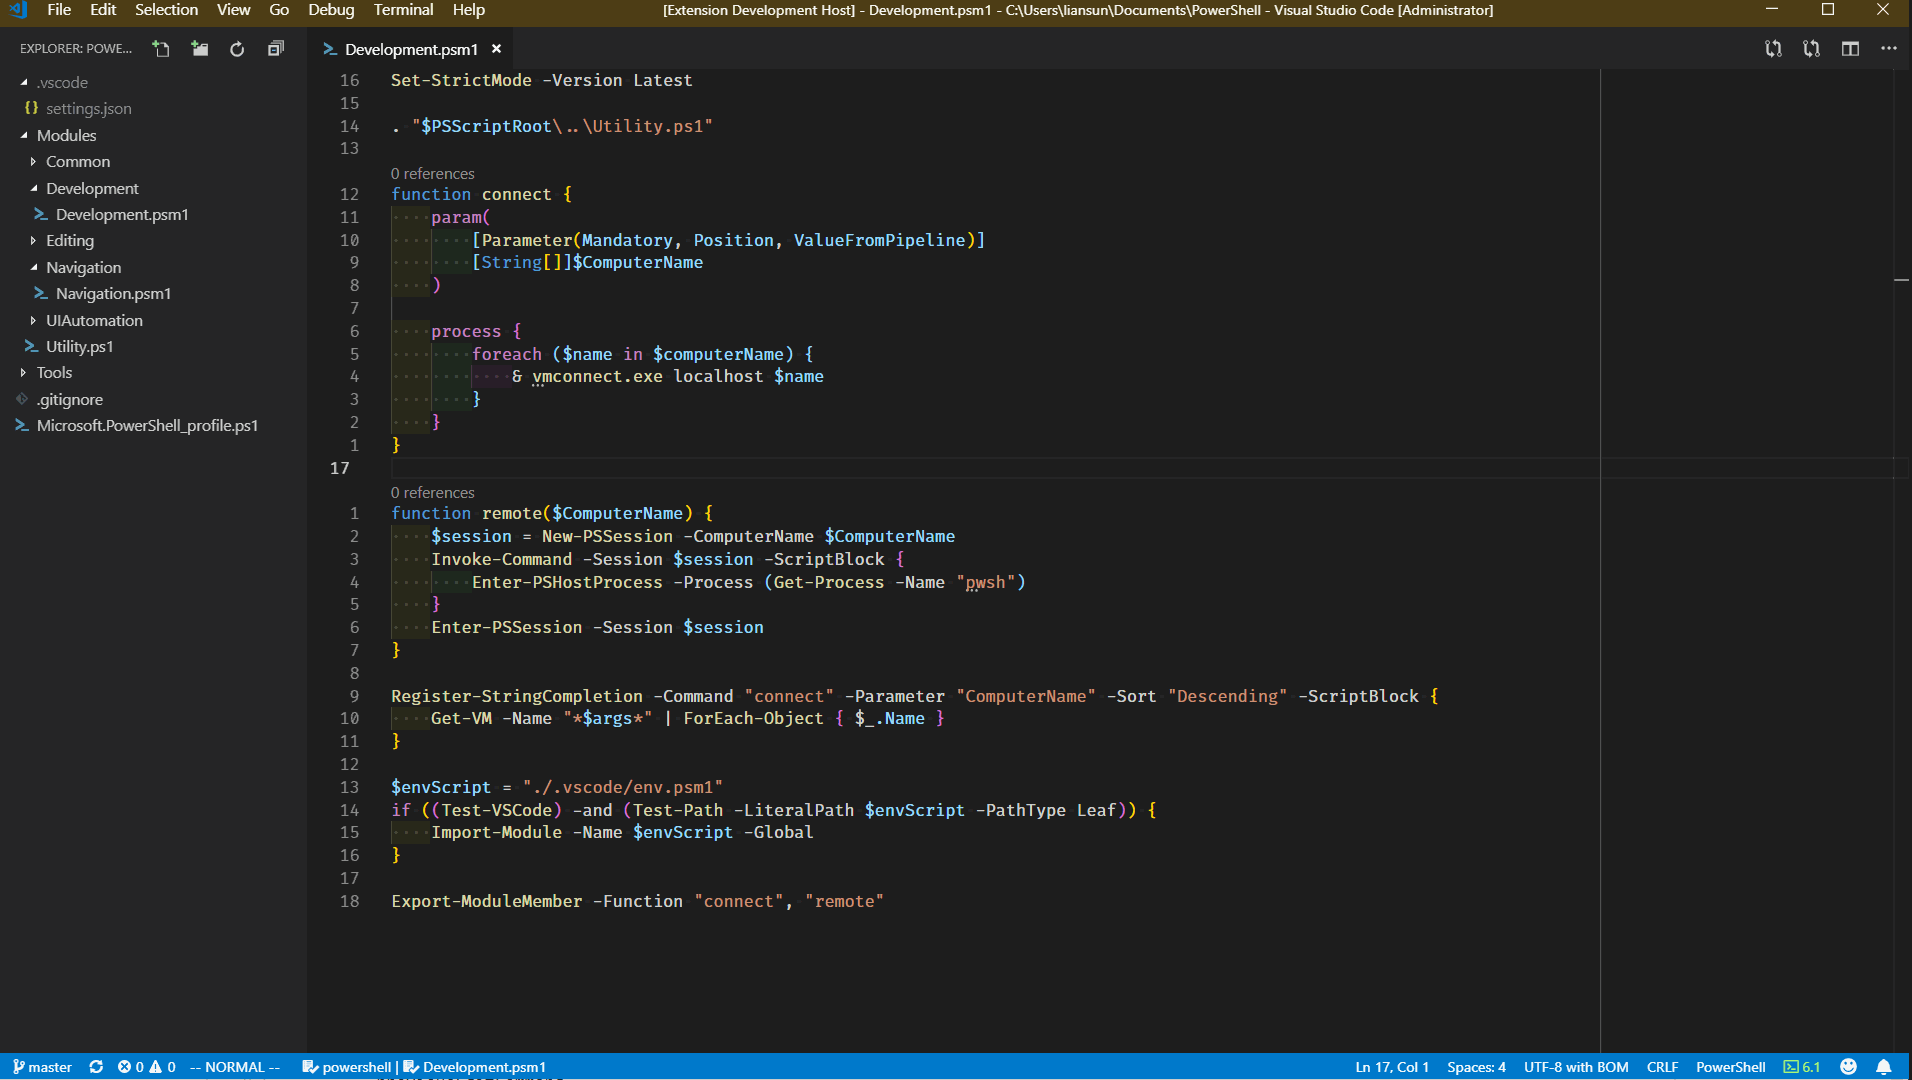 File Edit Selection View Go Debug Terminal Help
[Extension Development Host] - Development.psm1 - C:\Users\liansun\Documents\PowerShell - Visual Studio Code [Administrator]
EXPLORER: POWE...
.vscode
{} settings.json
Modules
Common
Development
Development.psm1
Editing
Navigation
Navigation.psm1
UIAutomation
Utility.ps1
Tools
.gitignore
Microsoft.PowerShell_profile.ps1
Development.psm1
16 Set-StrictMode -Version Latest
15
14 . "$PSScriptRoot\..\Utility.ps1"
13
0 references
12 function connect {
11 param(
10 [Parameter(Mandatory, Position, ValueFromPipeline)]
9 [String[]]$ComputerName
8 )
7
6 process {
5 foreach ($name in $computerName) {
4 & vmconnect.exe localhost $name
3 }
2 }
1 }
17
0 references
1 function remote($ComputerName) {
2 $session = New-PSSession -ComputerName $ComputerName
3 Invoke-Command -Session $session -ScriptBlock {
4 Enter-PSHostProcess -Process (Get-Process -Name "pwsh")
5 }
6 Enter-PSSession -Session $session
7 }
8
9 Register-StringCompletion -Command "connect" -Parameter "ComputerName" -Sort "Descending" -ScriptBlock {
10 Get-VM -Name "*$args*" | ForEach-Object { $_.Name }
11 }
12
13 $envScript = "./.vscode/env.psm1"
14 if ((Test-VSCode) -and (Test-Path -LiteralPath $envScript -PathType Leaf)) {
15 Import-Module -Name $envScript -Global
16 }
17
18 Export-ModuleMember -Function "connect", "remote"
master 0 0 -- NORMAL -- powershell | Development.psm1 Ln 17, Col 1 Spaces: 4 UTF-8 with BOM CRLF PowerShell 6.1